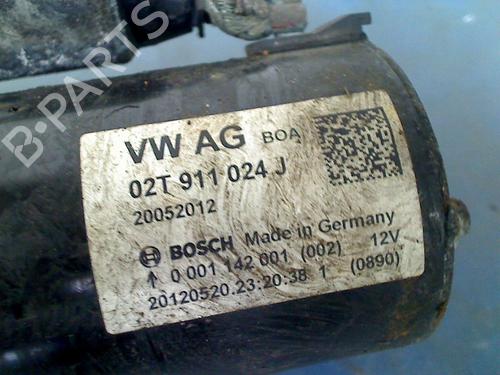 B-PARTS
VW AG BOA
02T 911 024 J
20052012
BOSCH Made in Germany
↑ 0 001 142 001 (002) 12V
20120520.23:20:38 1 (0890)